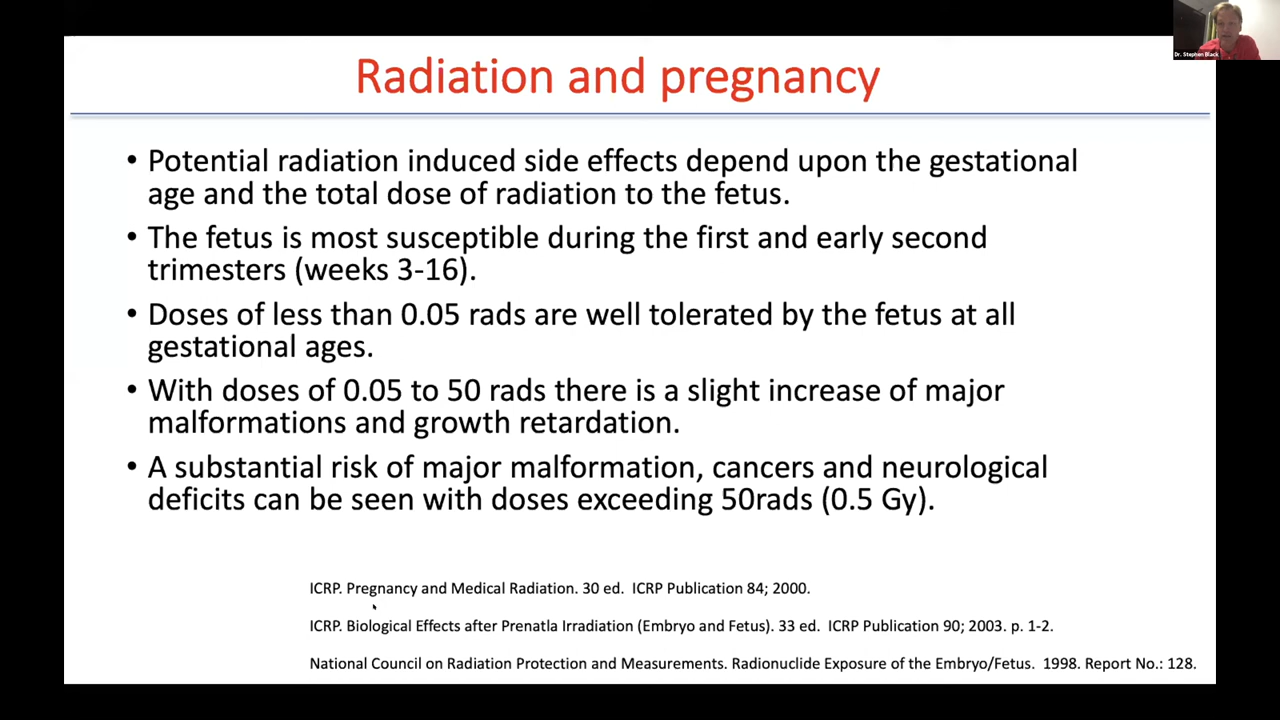 Dr. Stephen Black
Radiation and pregnancy
• Potential radiation induced side effects depend upon the gestational
age and the total dose of radiation to the fetus.
• The fetus is most susceptible during the first and early second
trimesters (weeks 3-16).
• Doses of less than 0.05 rads are well tolerated by the fetus at all
gestational ages.
• With doses of 0.05 to 50 rads there is a slight increase of major
malformations and growth retardation.
• A substantial risk of major malformation, cancers and neurological
deficits can be seen with doses exceeding 50rads (0.5 Gy).
ICRP. Pregnancy and Medical Radiation. 30 ed. ICRP Publication 84; 2000.
ICRP. Biological Effects after Prenatla Irradiation (Embryo and Fetus). 33 ed. ICRP Publication 90; 2003. p. 1-2.
National Council on Radiation Protection and Measurements. Radionuclide Exposure of the Embryo/Fetus. 1998. Report No.: 128.